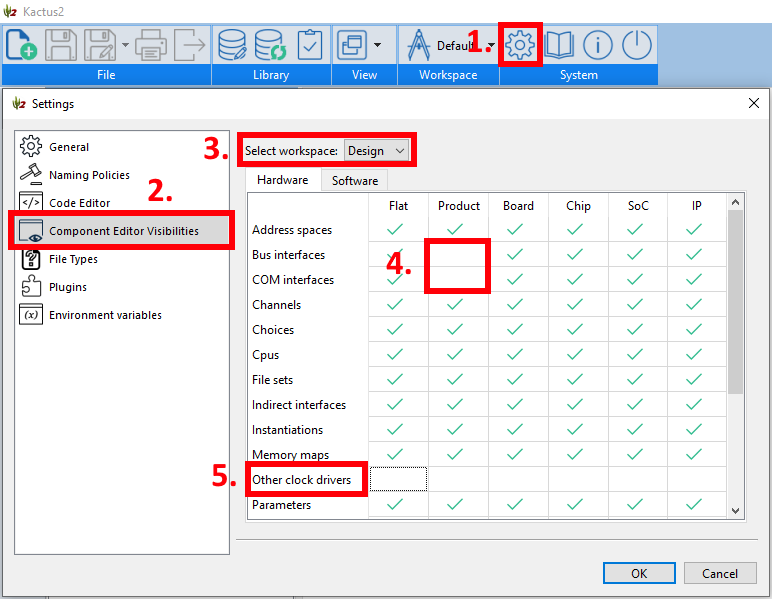 Kactus2
Default
1.
File
Library
View
Workspace
System
Settings
General
Naming Policies
2.
Code Editor
Component Editor Visibilities
File Types
Plugins
(x) Environment variables
3.
Select workspace: Design
Hardware Software
Flat Product Board Chip SoC IP
Address spaces
Bus interfaces
4.
COM interfaces
Channels
Choices
Cpus
File sets
Indirect interfaces
Instantiations
Memory maps
5.
Other clock drivers
Parameters
OK Cancel